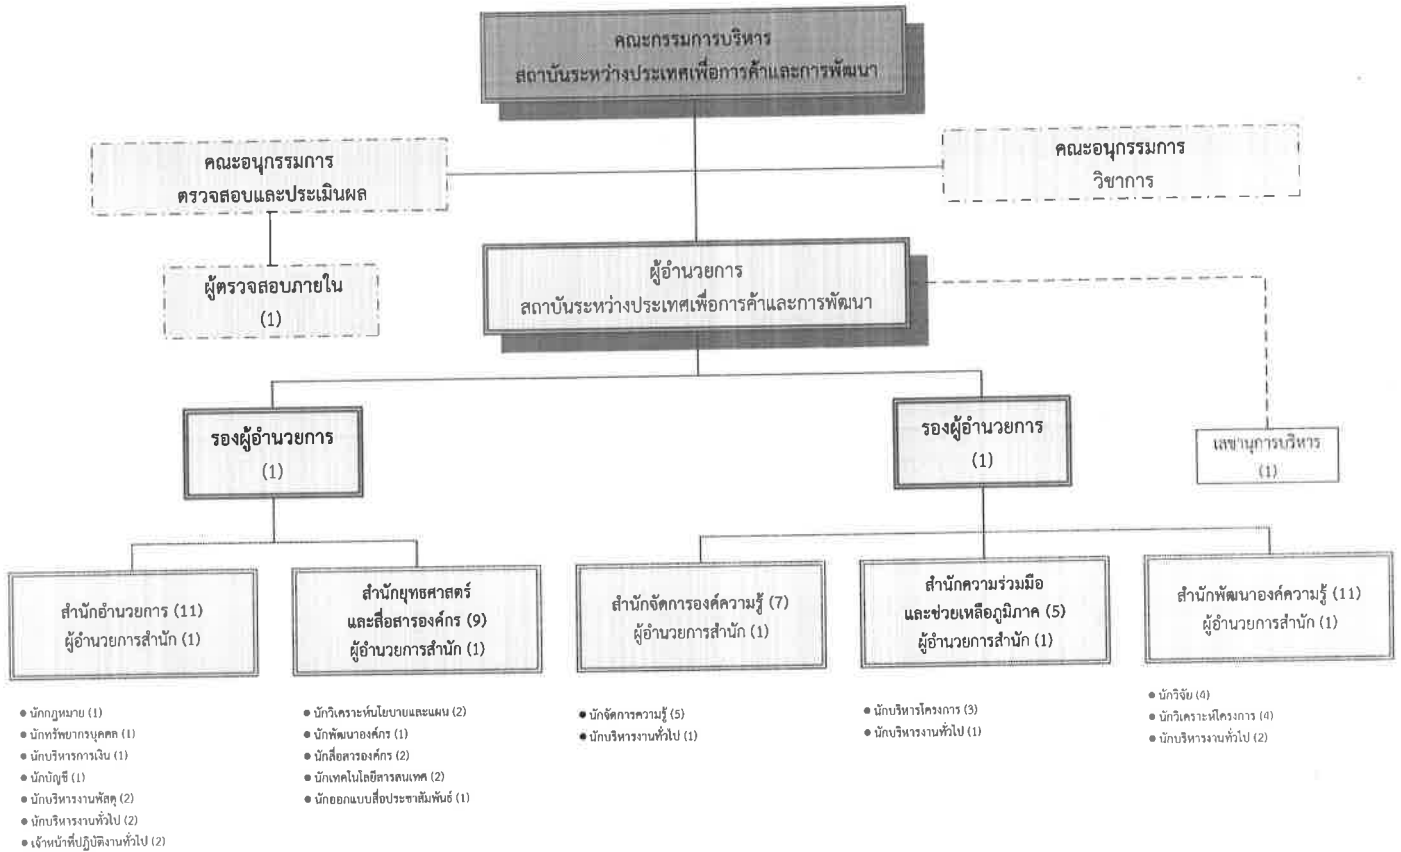 คณะกรรมการบริหาร
สถาบันระหว่างประเทศเพื่อการค้าและการพัฒนา
คณะอนุกรรมการ
ตรวจสอบและประเมินผล
คณะอนุกรรมการ
วิชาการ
ผู้ตรวจสอบภายใน
(1)
ผู้อำนวยการ
สถาบันระหว่างประเทศเพื่อการค้าและการพัฒนา
รองผู้อำนวยการ
(1)
รองผู้อำนวยการ
(1)
เลขานุการบริหาร
(1)
สำนักอำนวยการ (11)
ผู้อำนวยการสำนัก (1)
สำนักยุทธศาสตร์
และสื่อสารองค์กร (9)
ผู้อำนวยการสำนัก (1)
สำนักจัดการองค์ความรู้ (7)
ผู้อำนวยการสำนัก (1)
สำนักความร่วมมือ
และช่วยเหลือภูมิภาค (5)
ผู้อำนวยการสำนัก (1)
สำนักพัฒนาองค์ความรู้ (11)
ผู้อำนวยการสำนัก (1)
● นักกฎหมาย (1)
● นักทรัพยากรบุคคล (1)
● นักบริหารการเงิน (1)
● นักบัญชี (1)
● นักบริหารงานพัสดุ (2)
● นักบริหารงานทั่วไป (2)
● เจ้าหน้าที่ปฏิบัติงานทั่วไป (2)
● นักวิเคราะห์นโยบายและแผน (2)
● นักพัฒนาองค์กร (1)
● นักสื่อสารองค์กร (2)
● นักเทคโนโลยีสารสนเทศ (2)
● นักออกแบบสื่อประชาสัมพันธ์ (1)
● นักจัดการความรู้ (5)
● นักบริหารงานทั่วไป (1)
● นักบริหารโครงการ (3)
● นักบริหารงานทั่วไป (1)
● นักวิจัย (4)
● นักวิเคราะห์โครงการ (4)
● นักบริหารงานทั่วไป (2)